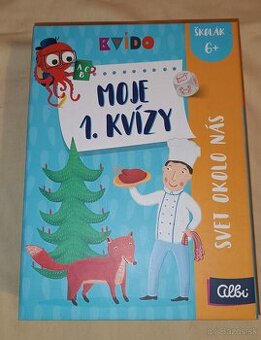 KVÍDO
ŠKOLÁK
6+
MOJE
1. KVÍZY
SVET OKOLO NÁS
Albi